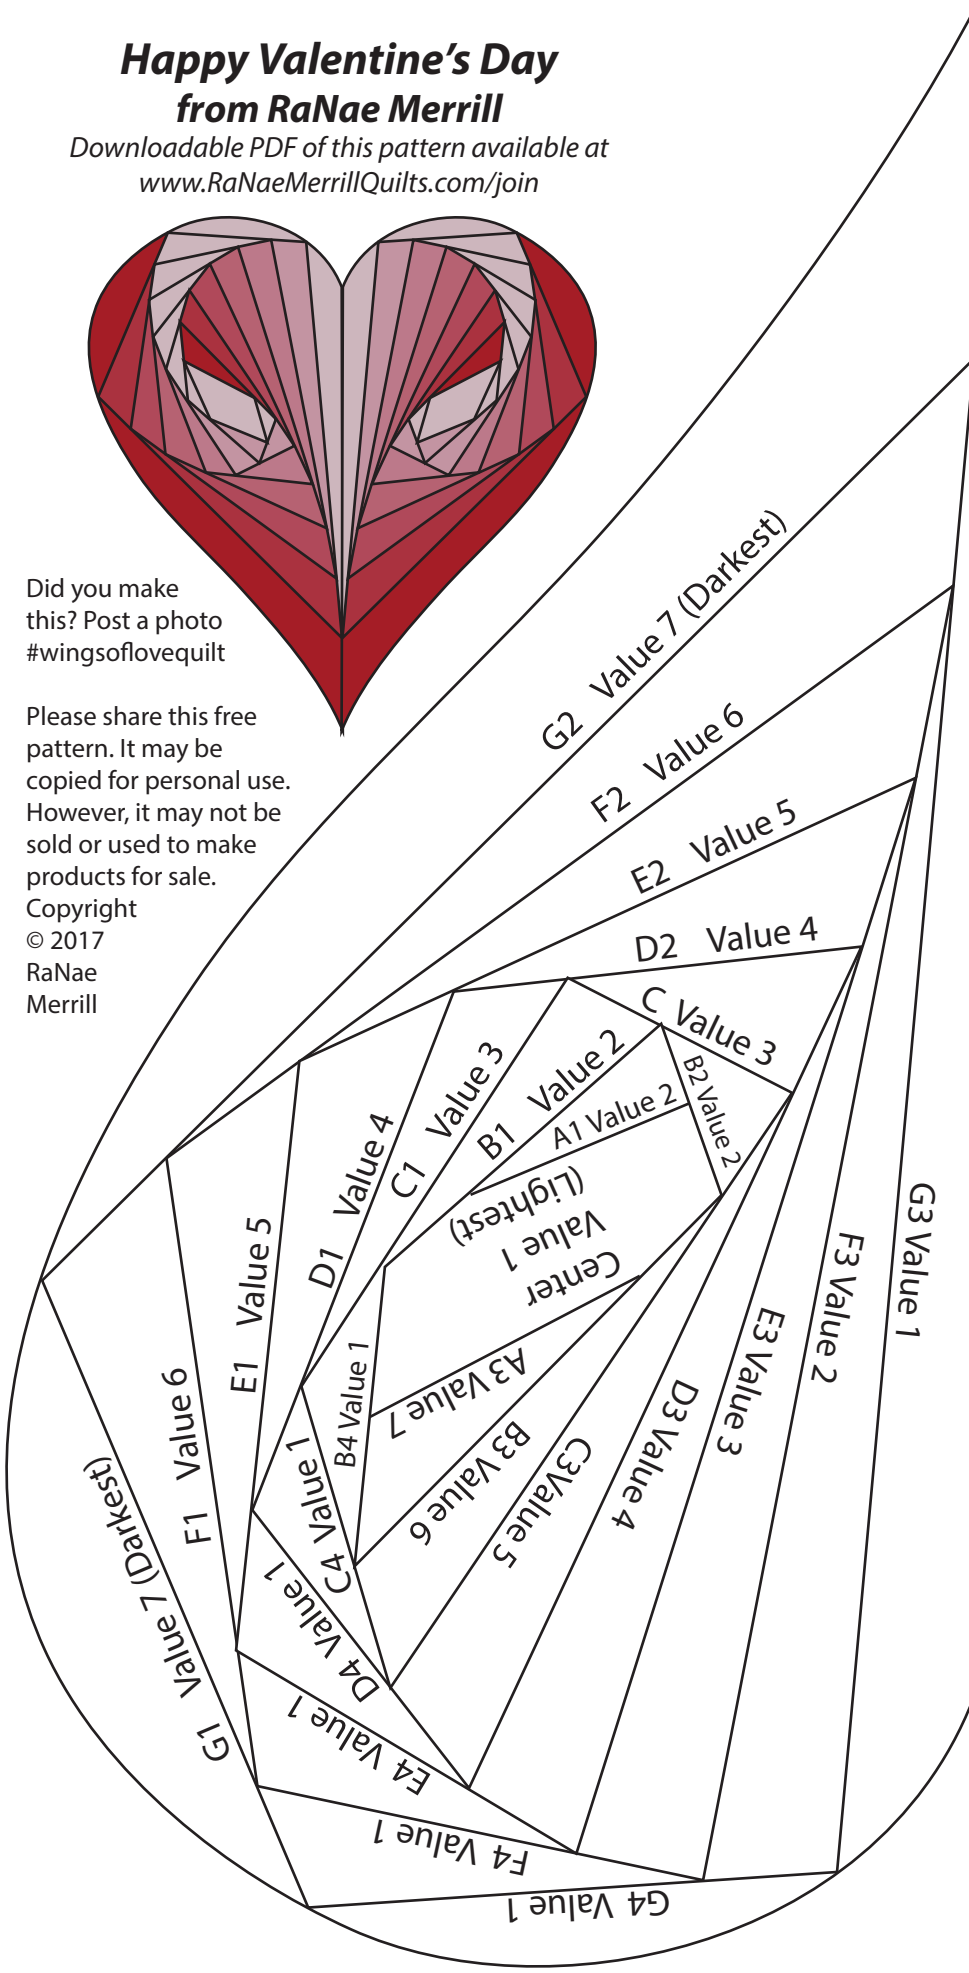 Happy Valentine's Day
from RaNae Merrill
Downloadable PDF of this pattern available at
www.RaNaeMerrillQuilts.com/join
Did you make
this? Post a photo
#wingsoflovequilt
Please share this free
pattern. It may be
copied for personal use.
However, it may not be
sold or used to make
products for sale.
Copyright
© 2017
RaNae
Merrill
G2 Value 7 (Darkest)
F2 Value 6
E2 Value 5
D2 Value 4
C Value 3
B2 Value 2
B1 Value 2
A1 Value 2
C1 Value 3
D1 Value 4
E1 Value 5
F1 Value 6
G1 Value 7 (Darkest)
Center
Value 1
(Lightest)
A3 Value 7
B3 Value 6
C3Value 5
D3 Value 4
E3 Value 3
F3 Value 2
G3 Value 1
B4 Value 1
C4 Value 1
D4 Value 1
E4 Value 1
F4 Value 1
G4 Value 1